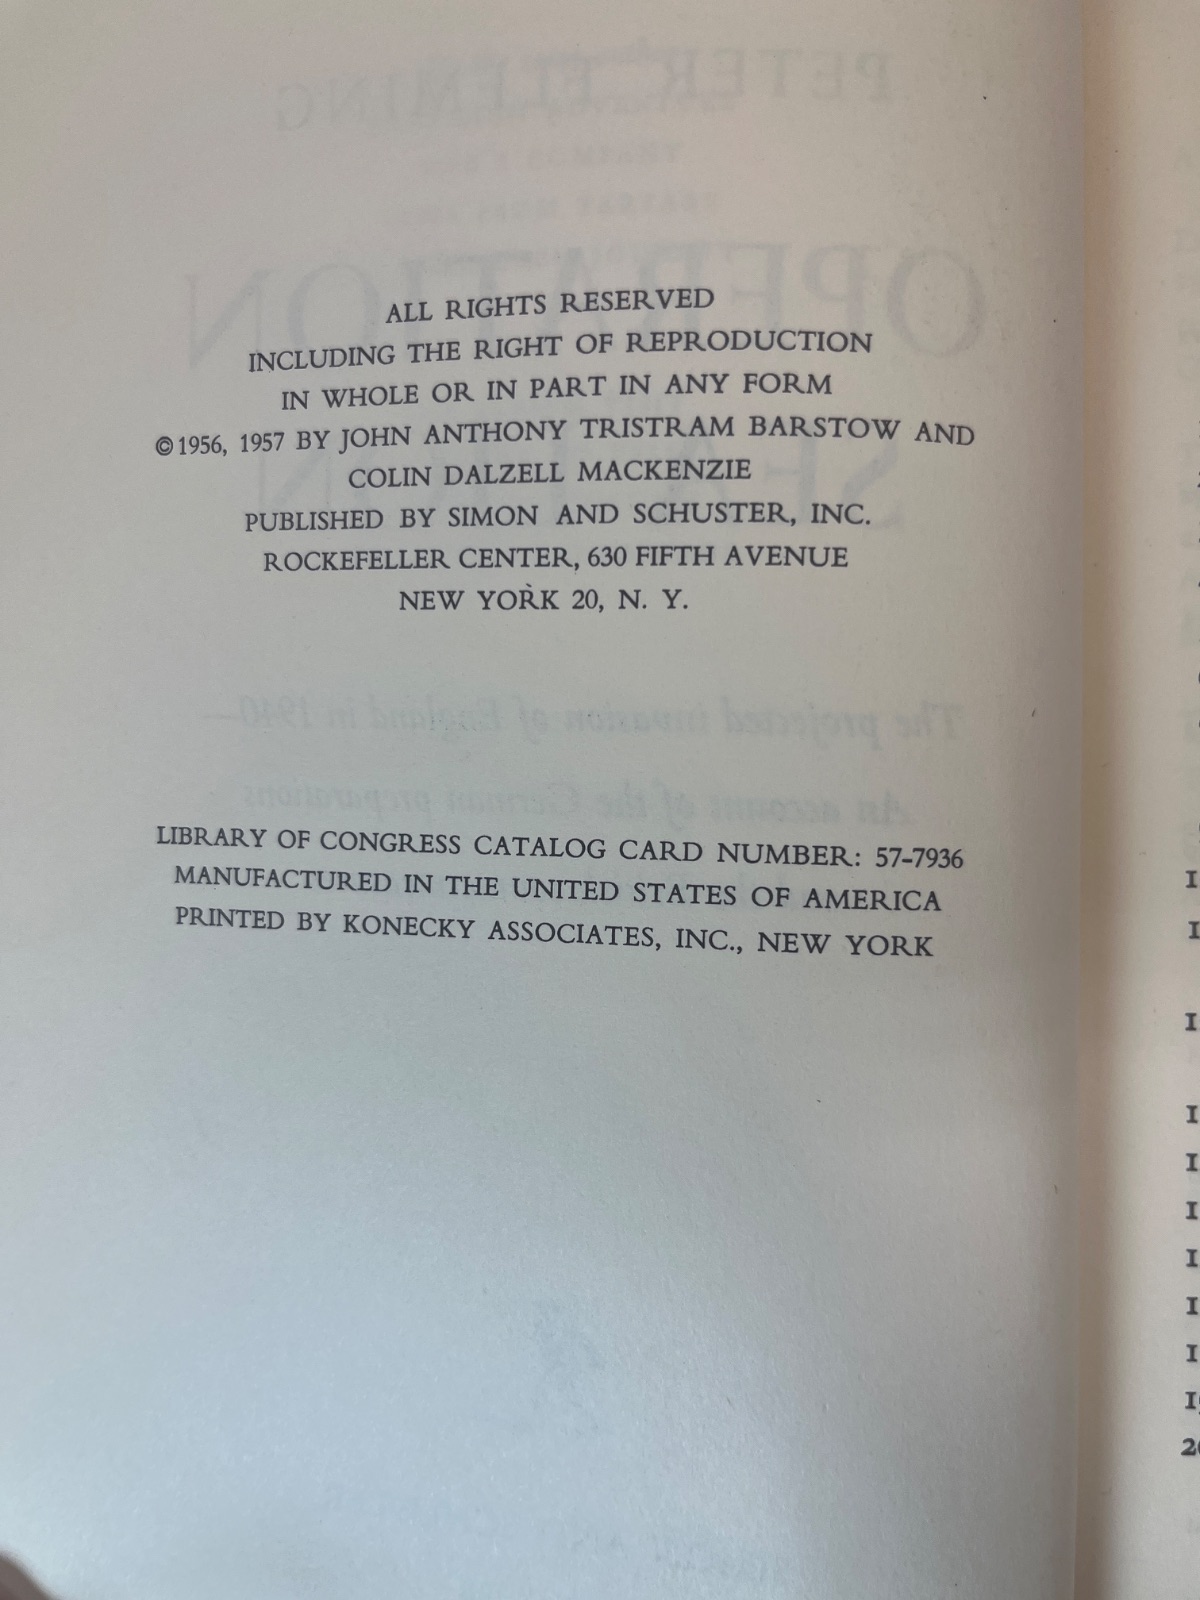 ALL RIGHTS RESERVED
INCLUDING THE RIGHT OF REPRODUCTION
IN WHOLE OR IN PART IN ANY FORM
©1956, 1957 BY JOHN ANTHONY TRISTRAM BARSTOW AND
COLIN DALZELL MACKENZIE
PUBLISHED BY SIMON AND SCHUSTER, INC.
ROCKEFELLER CENTER, 630 FIFTH AVENUE
NEW YORK 20, N. Y.
LIBRARY OF CONGRESS CATALOG CARD NUMBER: 57-7936
MANUFACTURED IN THE UNITED STATES OF AMERICA
PRINTED BY KONECKY ASSOCIATES, INC., NEW YORK